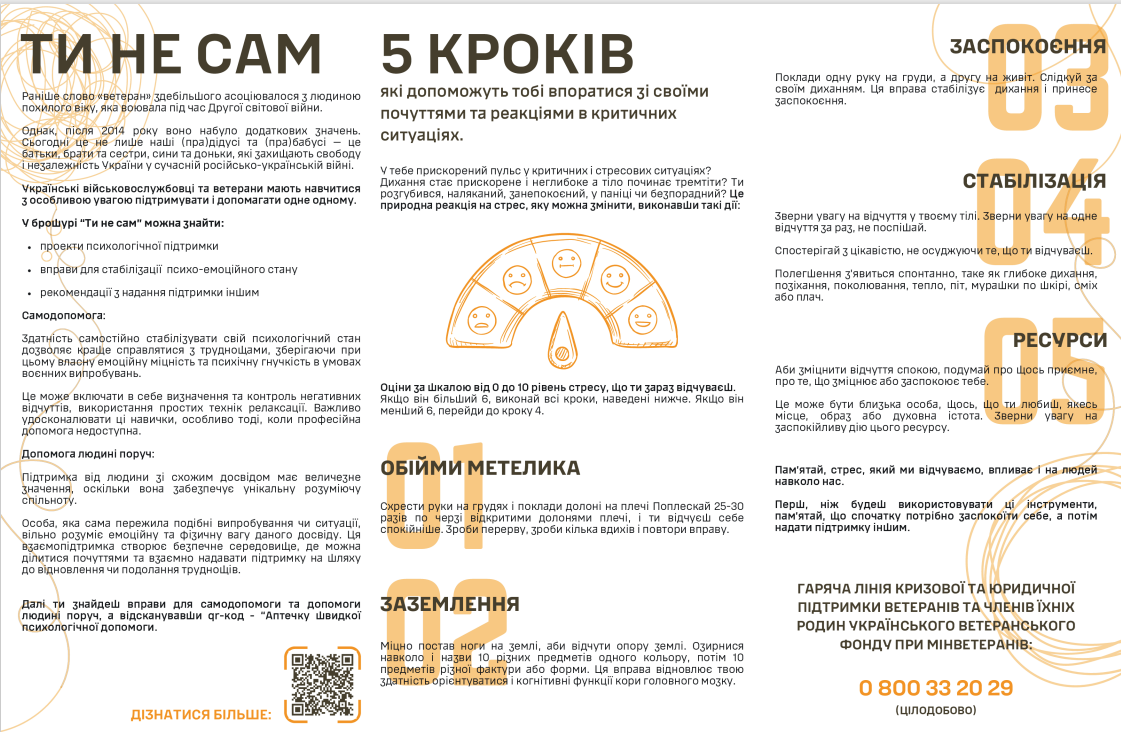 ТИ НЕ САМ
Раніше слово «ветеран» здебільшого асоціювалося з людиною
похилого віку, яка воювала під час Другої світової війни.
Однак, після 2014 року воно набуло додаткових значень.
Сьогодні це не лише наші (пра)дідусі та (пра)бабусі – це
батьки, брати та сестри, сини та доньки, які захищають свободу
і незалежність України у сучасній російсько-українській війні.
Українські військовослужбовці та ветерани мають навчитися
з особливою увагою підтримувати і допомагати одне одному.
У брошурі “Ти не сам” можна знайти:
• проекти психологічної підтримки
• вправи для стабілізації психо-емоційного стану
• рекомендації з надання підтримки іншим
Самодопомога:
Здатність самостійно стабілізувати свій психологічний стан
дозволяє краще справлятися з труднощами, зберігаючи при
цьому власну емоційну міцність та психічну гнучкість в умовах
воєнних випробувань.
Це може включати в себе визначення та контроль негативних
відчуттів, використання простих технік релаксації. Важливо
удосконалювати ці навички, особливо тоді, коли професійна
допомога недоступна.
Допомога людині поруч:
Підтримка від людини зі схожим досвідом має величезне
значення, оскільки вона забезпечує унікальну розуміючу
спільноту.
Особа, яка сама пережила подібні випробування чи ситуації,
вільно розуміє емоційну та фізичну вагу даного досвіду. Ця
взаємопідтримка створює безпечне середовище, де можна
ділитися почуттями та взаємно надавати підтримку на шляху
до відновлення чи подолання труднощів.
Далі ти знайдеш вправи для самодопомоги та допомоги
людині поруч, а відсканувавши qr-код - “Аптечку швидкої
психологічної допомоги.
ДІЗНАТИСЯ БІЛЬШЕ:
5 КРОКІВ
які допоможуть тобі впоратися зі своїми
почуттями та реакціями в критичних
ситуаціях.
У тебе прискорений пульс у критичних і стресових ситуаціях?
Дихання стає прискорене і неглибоке а тіло починає тремтіти? Ти
розгубився, наляканий, занепокоєний, у паніці чи безпорадний? Це
природна реакція на стрес, яку можна змінити, виконавши такі дії:
Оціни за шкалою від 0 до 10 рівень стресу, що ти зараз відчуваєш.
Якщо він більший 6, виконай всі кроки, наведені нижче. Якщо він
менший 6, перейди до кроку 4.
01
ОБІЙМИ МЕТЕЛИКА
Схрести руки на грудях і поклади долоні на плечі Поплескай 25-30
разів по черзі відкритими долонями плечі, і ти відчуєш себе
спокійніше. Зроби перерву, зроби кілька вдихів і повтори вправу.
02
ЗАЗЕМЛЕННЯ
Міцно постав ноги на землі, аби відчути опору землі. Озирнися
навколо і назви 10 різних предметів одного кольору, потім 10
предметів різної фактури або форми. Ця вправа відновлює твою
здатність орієнтуватися і когнітивні функції кори головного мозку.
03
ЗАСПОКОЄННЯ
Поклади одну руку на груди, а другу на живіт. Слідкуй за
своїм диханням. Ця вправа стабілізує дихання і принесе
заспокоєння.
04
СТАБІЛІЗАЦІЯ
Зверни увагу на відчуття у твоєму тілі. Зверни увагу на одне
відчуття за раз, не поспішай.
Спостерігай з цікавістю, не осуджуючи те, що ти відчуваєш.
Полегшення з’явиться спонтанно, таке як глибоке дихання,
позіхання, поколювання, тепло, піт, мурашки по шкірі, сміх
або плач.
05
РЕСУРСИ
Аби зміцнити відчуття спокою, подумай про щось приємне,
про те, що зміцнює або заспокоює тебе.
Це може бути близька особа, щось, що ти любиш, якесь
місце, образ або духовна істота. Зверни увагу на
заспокійливу дію цього ресурсу.
Пам’ятай, стрес, який ми відчуваємо, впливає і на людей
навколо нас.
Перш, ніж будеш використовувати ці інструменти,
пам’ятай, що спочатку потрібно заспокоїти себе, а потім
надати підтримку іншим.
ГАРЯЧА ЛІНІЯ КРИЗОВОЇ ТА ЮРИДИЧНОЇ
ПІДТРИМКИ ВЕТЕРАНІВ ТА ЧЛЕНІВ ЇХНІХ
РОДИН УКРАЇНСЬКОГО ВЕТЕРАНСЬКОГО
ФОНДУ ПРИ МІНВЕТЕРАНІВ:
0 800 33 20 29
(ЦІЛОДОБОВО)